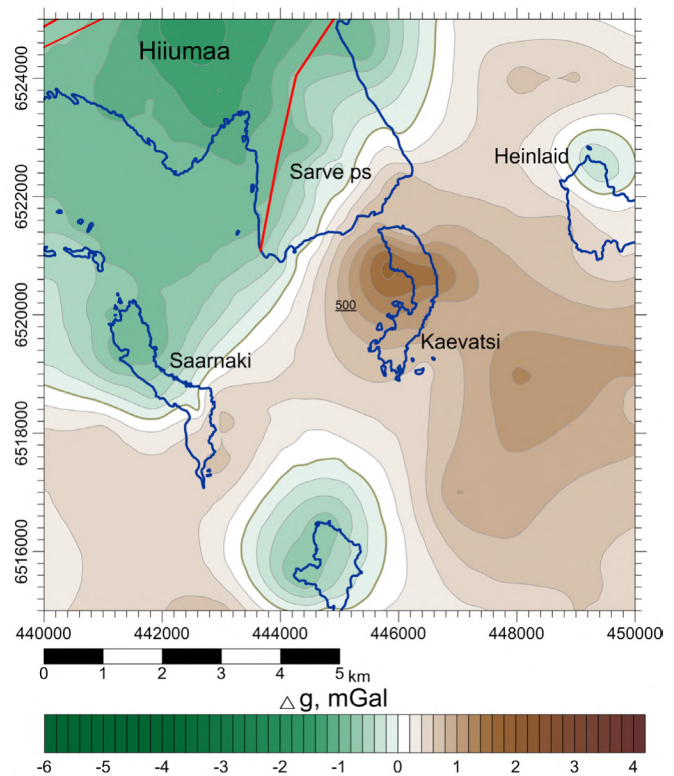 Hiiumaa
6524000
Heinlaid
Sarve ps
6522000
6520000
500
Kaevatsi
Saarnaki
6518000
6516000
440000 442000 444000 446000 448000 450000
0 1 2 3 4 5 km
△ g, mGal
-6 -5 -4 -3 -2 -1 0 1 2 3 4